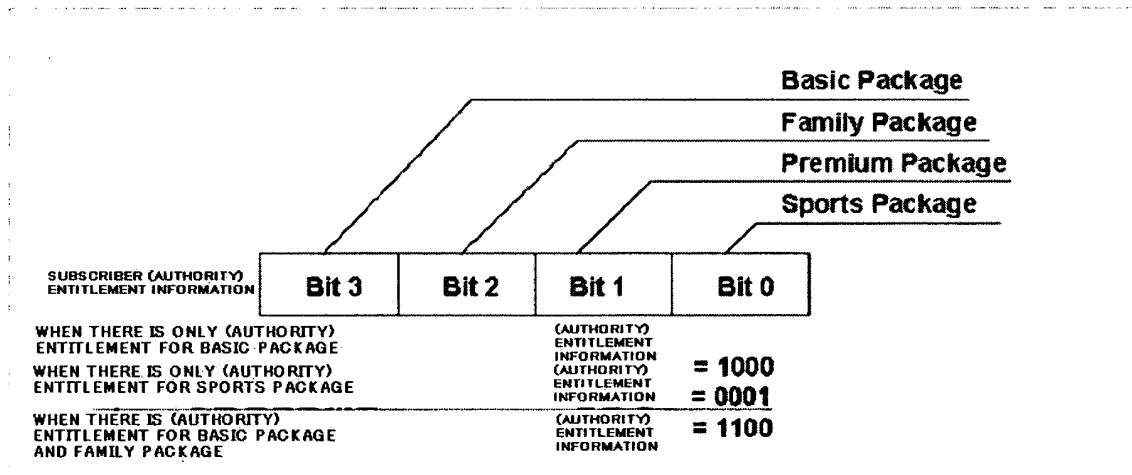 Basic Package
Family Package
Premium Package
Sports Package
SUBSCRIBER (AUTHORITY)
ENTITLEMENT INFORMATION
Bit 3
Bit 2
Bit 1
Bit 0
WHEN THERE IS ONLY (AUTHORITY)
ENTITLEMENT FOR BASIC PACKAGE
(AUTHORITY)
ENTITLEMENT
INFORMATION
= 1000
WHEN THERE IS ONLY (AUTHORITY)
ENTITLEMENT FOR SPORTS PACKAGE
(AUTHORITY)
ENTITLEMENT
INFORMATION
= 0001
WHEN THERE IS (AUTHORITY)
ENTITLEMENT FOR BASIC PACKAGE
AND FAMILY PACKAGE
(AUTHORITY)
ENTITLEMENT
INFORMATION
= 1100